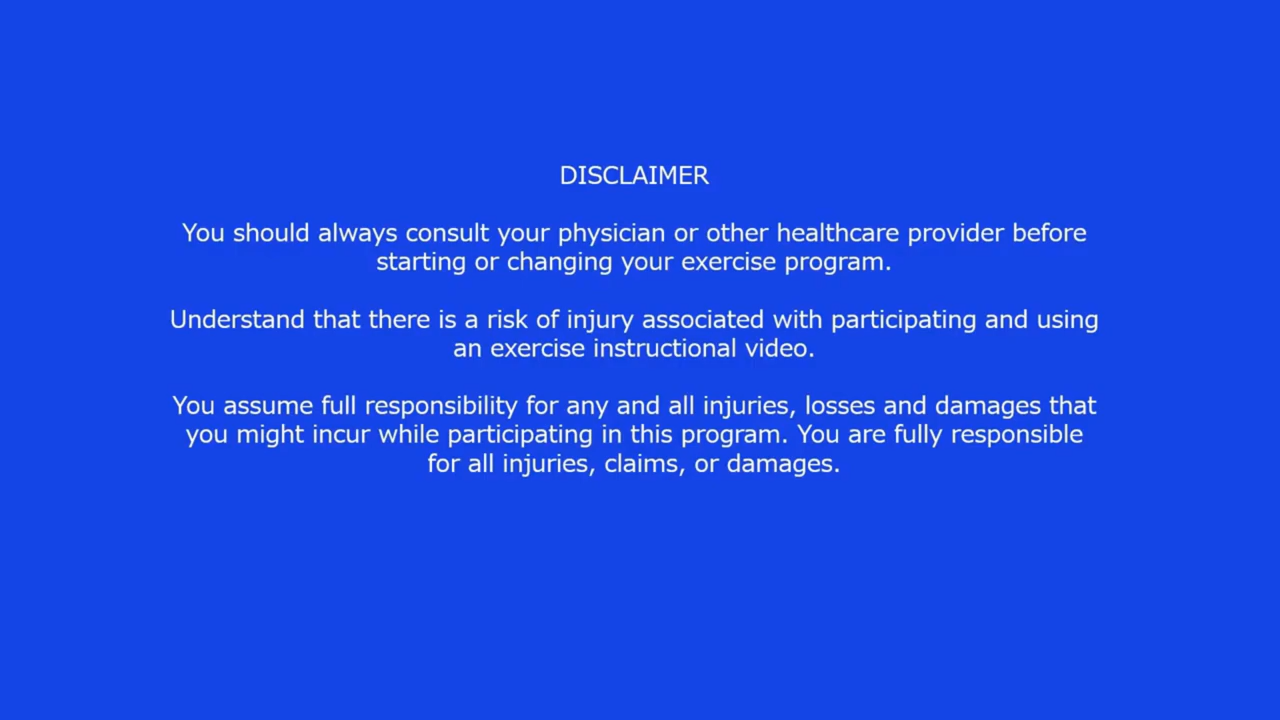 DISCLAIMER
You should always consult your physician or other healthcare provider before
starting or changing your exercise program.
Understand that there is a risk of injury associated with participating and using
an exercise instructional video.
You assume full responsibility for any and all injuries, losses and damages that
you might incur while participating in this program. You are fully responsible
for all injuries, claims, or damages.